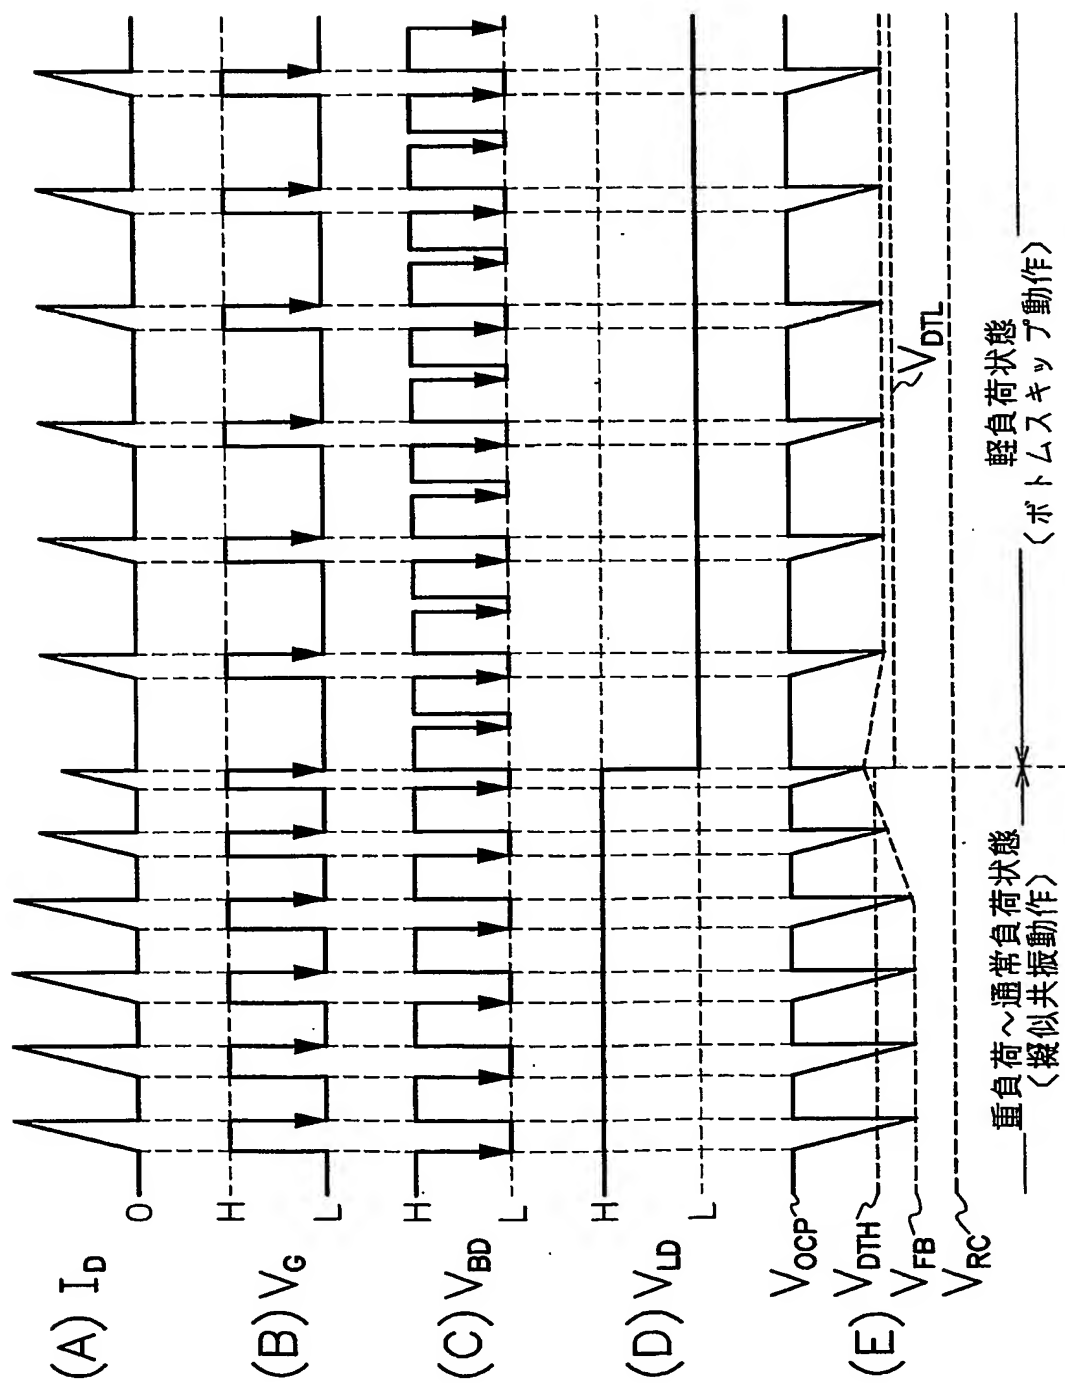 (A) I_D
O
(B) V_G
H
L
(C) V_BD
H
L
(D) V_LD
H
L
(E)
V_OCP
V_DTH
V_FB
V_RC
V_DTL
重負荷～通常負荷状態
（擬似共振動作）
軽負荷状態
（ボトムスキップ動作）